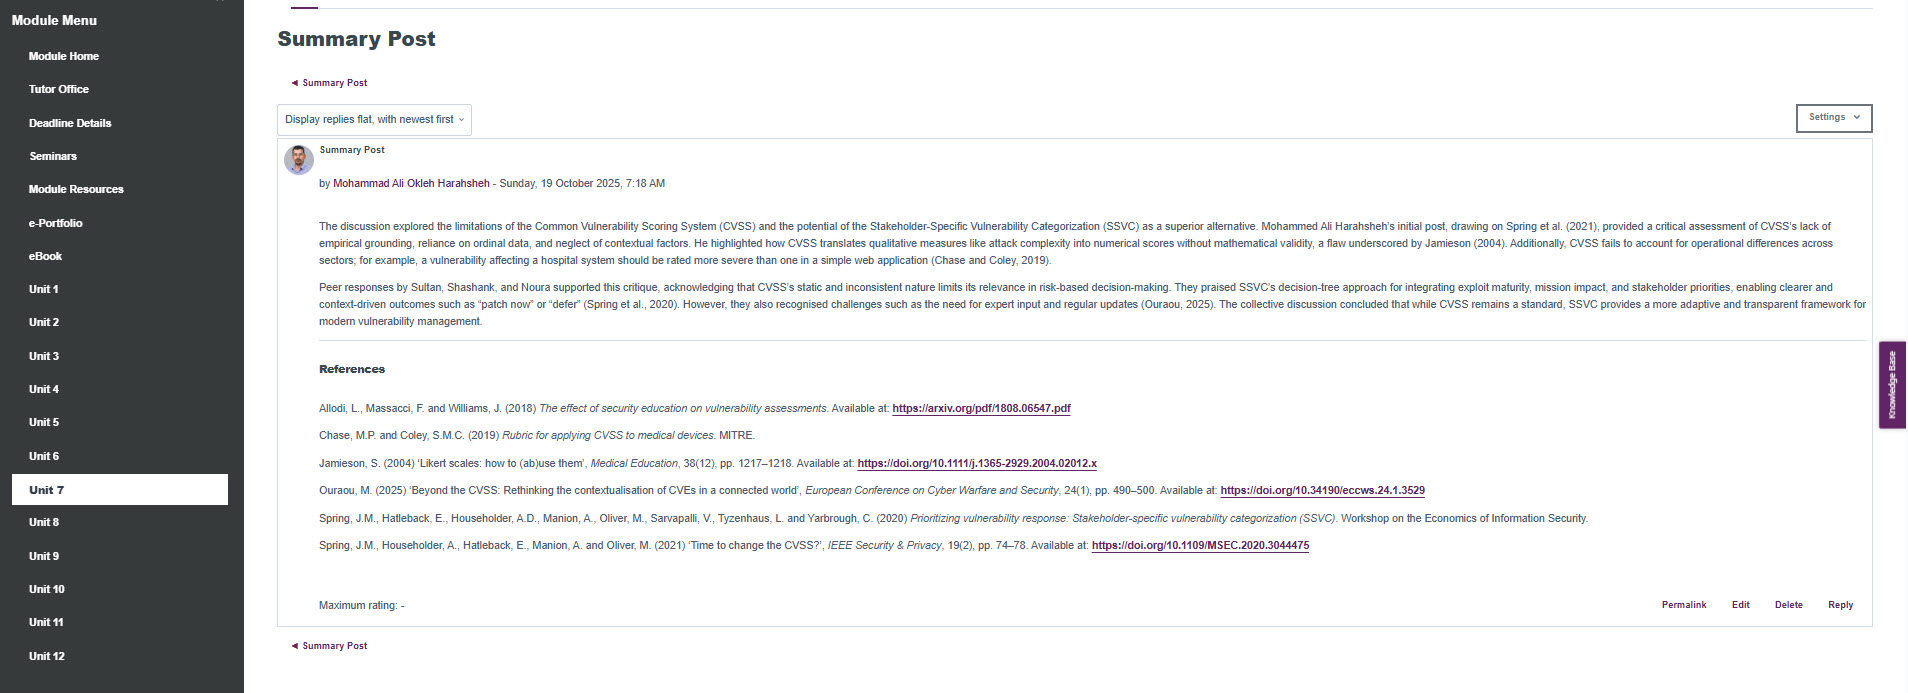 Module Menu
Module Home
Tutor Office
Deadline Details
Seminars
Module Resources
e-Portfolio
eBook
Unit 1
Unit 2
Unit 3
Unit 4
Unit 5
Unit 6
Unit 7
Unit 8
Unit 9
Unit 10
Unit 11
Unit 12
Summary Post
◄ Summary Post
Display replies flat, with newest first
Settings
Summary Post
by Mohammad Ali Okleh Harahsheh - Sunday, 19 October 2025, 7:18 AM
The discussion explored the limitations of the Common Vulnerability Scoring System (CVSS) and the potential of the Stakeholder-Specific Vulnerability Categorization (SSVC) as a superior alternative. Mohammed Ali Harahsheh's initial post, drawing on Spring et al. (2021), provided a critical assessment of CVSS's lack of
empirical grounding, reliance on ordinal data, and neglect of contextual factors. He highlighted how CVSS translates qualitative measures like attack complexity into numerical scores without mathematical validity, a flaw underscored by Jamieson (2004). Additionally, CVSS fails to account for operational differences across
sectors; for example, a vulnerability affecting a hospital system should be rated more severe than one in a simple web application (Chase and Coley, 2019).
Peer responses by Sultan, Shashank, and Noura supported this critique, acknowledging that CVSS's static and inconsistent nature limits its relevance in risk-based decision-making. They praised SSVC's decision-tree approach for integrating exploit maturity, mission impact, and stakeholder priorities, enabling clearer and
context-driven outcomes such as “patch now” or “defer” (Spring et al., 2020). However, they also recognised challenges such as the need for expert input and regular updates (Ouraou, 2025). The collective discussion concluded that while CVSS remains a standard, SSVC provides a more adaptive and transparent framework for
modern vulnerability management.
References
Allodi, L., Massacci, F. and Williams, J. (2018) The effect of security education on vulnerability assessments. Available at: https://arxiv.org/pdf/1808.06547.pdf
Chase, M.P. and Coley, S.M.C. (2019) Rubric for applying CVSS to medical devices. MITRE.
Jamieson, S. (2004) ‘Likert scales: how to (ab)use them’, Medical Education, 38(12), pp. 1217–1218. Available at: https://doi.org/10.1111/j.1365-2929.2004.02012.x
Ouraou, M. (2025) ‘Beyond the CVSS: Rethinking the contextualisation of CVEs in a connected world’, European Conference on Cyber Warfare and Security, 24(1), pp. 490–500. Available at: https://doi.org/10.34190/eccws.24.1.3529
Spring, J.M., Hatleback, E., Householder, A.D., Manion, A., Oliver, M., Sarvapalli, V., Tyzenhaus, L. and Yarbrough, C. (2020) Prioritizing vulnerability response: Stakeholder-specific vulnerability categorization (SSVC). Workshop on the Economics of Information Security.
Spring, J.M., Householder, A., Hatleback, E., Manion, A. and Oliver, M. (2021) ‘Time to change the CVSS?’, IEEE Security & Privacy, 19(2), pp. 74–78. Available at: https://doi.org/10.1109/MSEC.2020.3044475
Maximum rating: -
Permalink Edit Delete Reply
◄ Summary Post
Knowledge Base